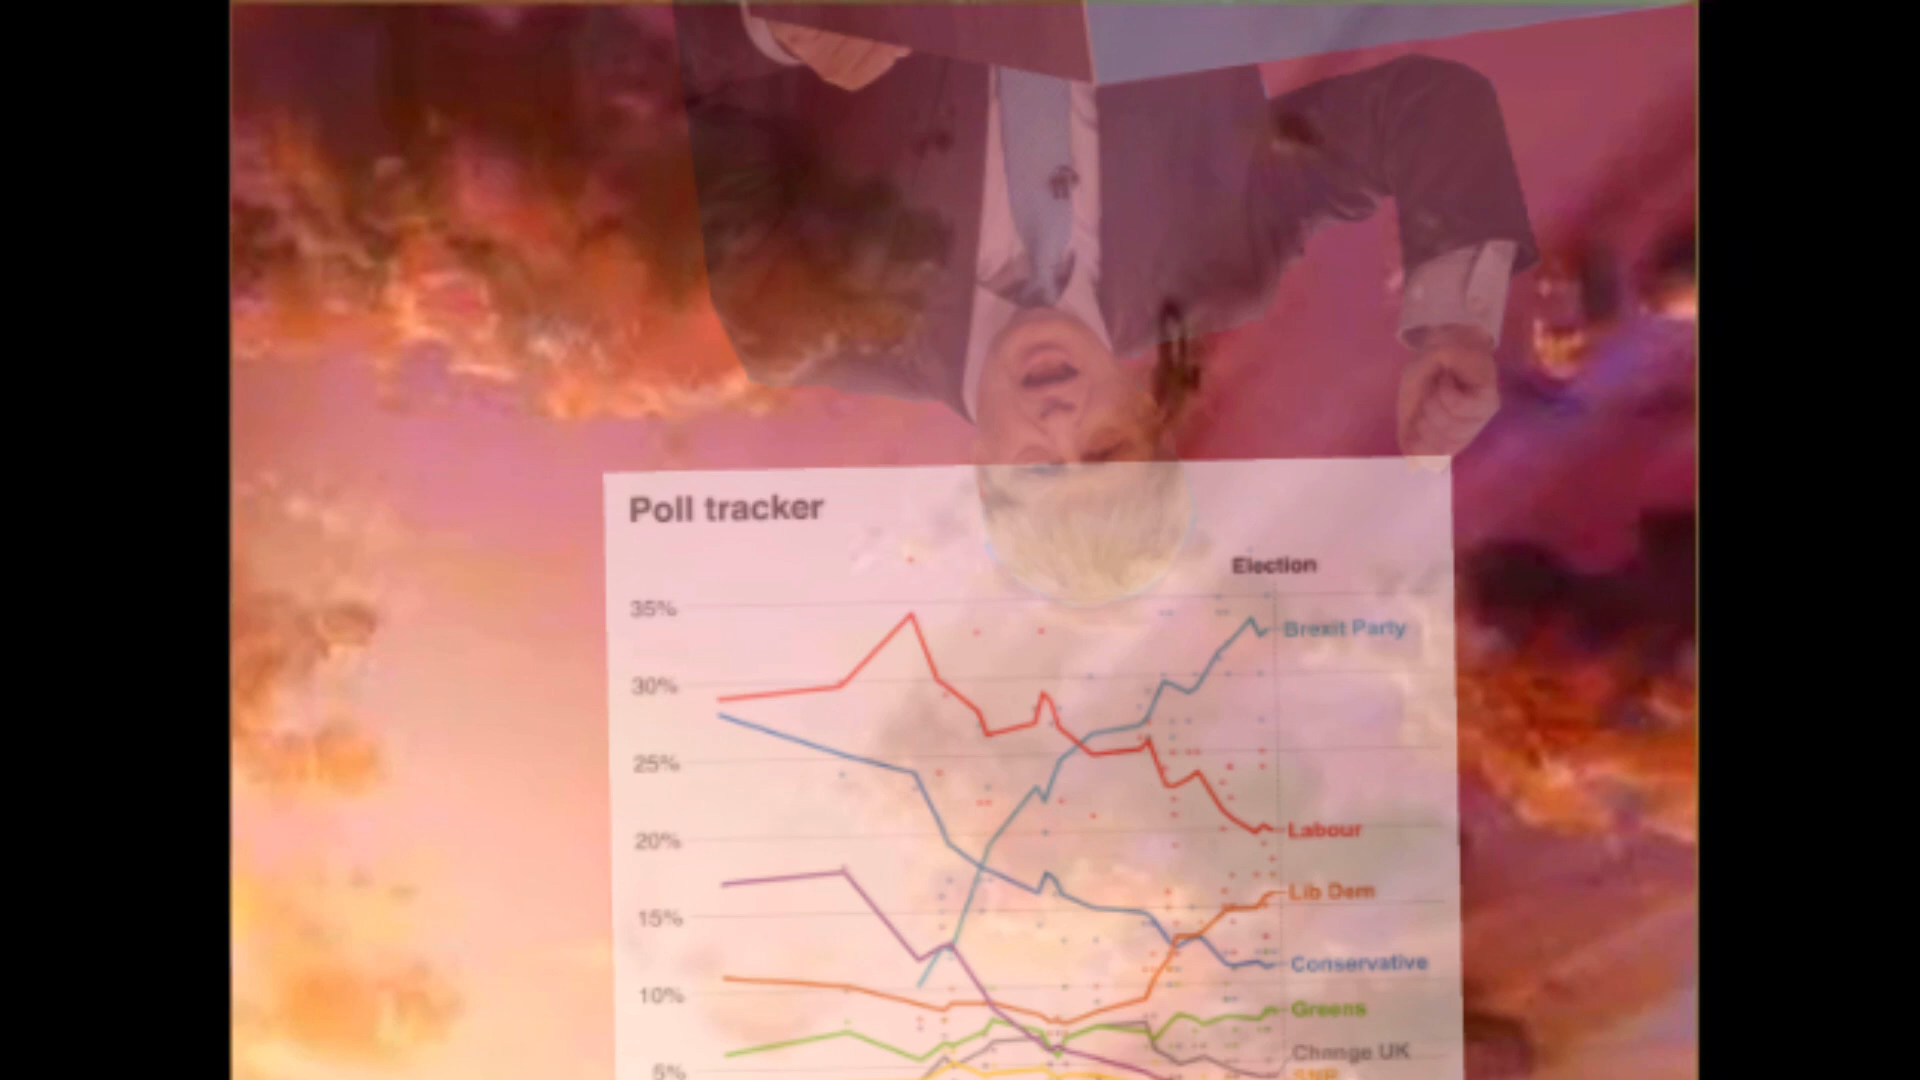 Poll tracker
Election
35%
Brexit Party
30%
25%
20%
Labour
Lib Dem
15%
Conservative
10%
Greens
Change UK
5%
SNP